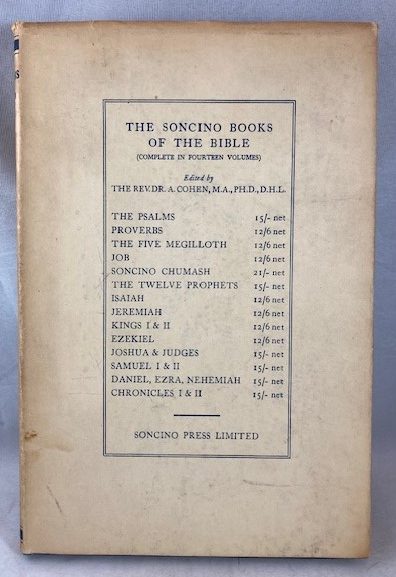 THE SONCINO BOOKS
OF THE BIBLE
(COMPLETE IN FOURTEEN VOLUMES)
Edited by
THE REV. DR. A. COHEN, M.A., PH.D., D.H.L.
THE PSALMS 15/- net
PROVERBS 12/6 net
THE FIVE MEGILLOTH 12/6 net
JOB 12/6 net
SONCINO CHUMASH 21/- net
THE TWELVE PROPHETS 15/- net
ISAIAH 12/6 net
JEREMIAH 12/6 net
KINGS I & II 12/6 net
EZEKIEL 12/6 net
JOSHUA & JUDGES 15/- net
SAMUEL I & II 15/- net
DANIEL, EZRA, NEHEMIAH 15/- net
CHRONICLES I & II 15/- net
SONCINO PRESS LIMITED